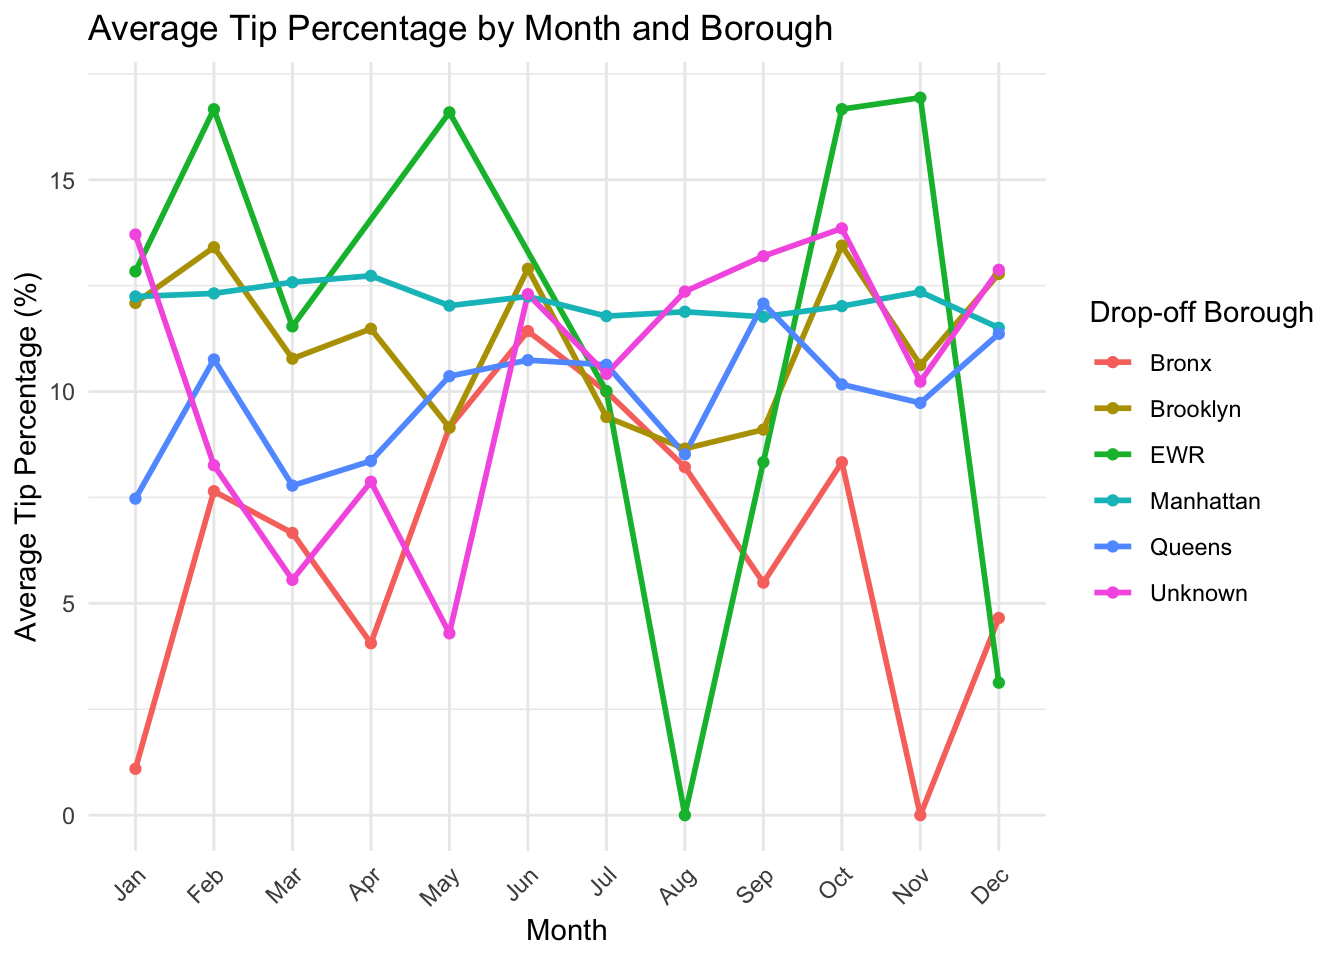 Average Tip Percentage by Month and Borough
Average Tip Percentage (%)
15
10
5
0
Jan
Feb
Mar
Apr
May
Jun
Jul
Aug
Sep
Oct
Nov
Dec
Month
Drop-off Borough
Bronx
Brooklyn
EWR
Manhattan
Queens
Unknown